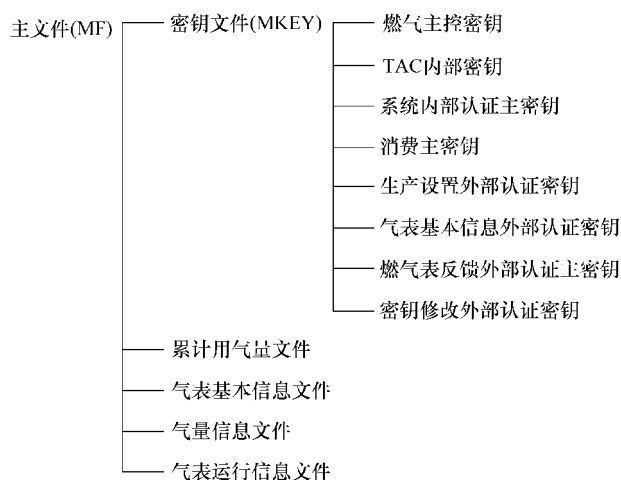 主文件(MF)
密钥文件(MKEY)
燃气主控密钥
TAC内部密钥
系统内部认证主密钥
消费主密钥
生产设置外部认证密钥
气表基本信息外部认证密钥
燃气表反馈外部认证主密钥
密钥修改外部认证密钥
累计用气量文件
气表基本信息文件
气量信息文件
气表运行信息文件